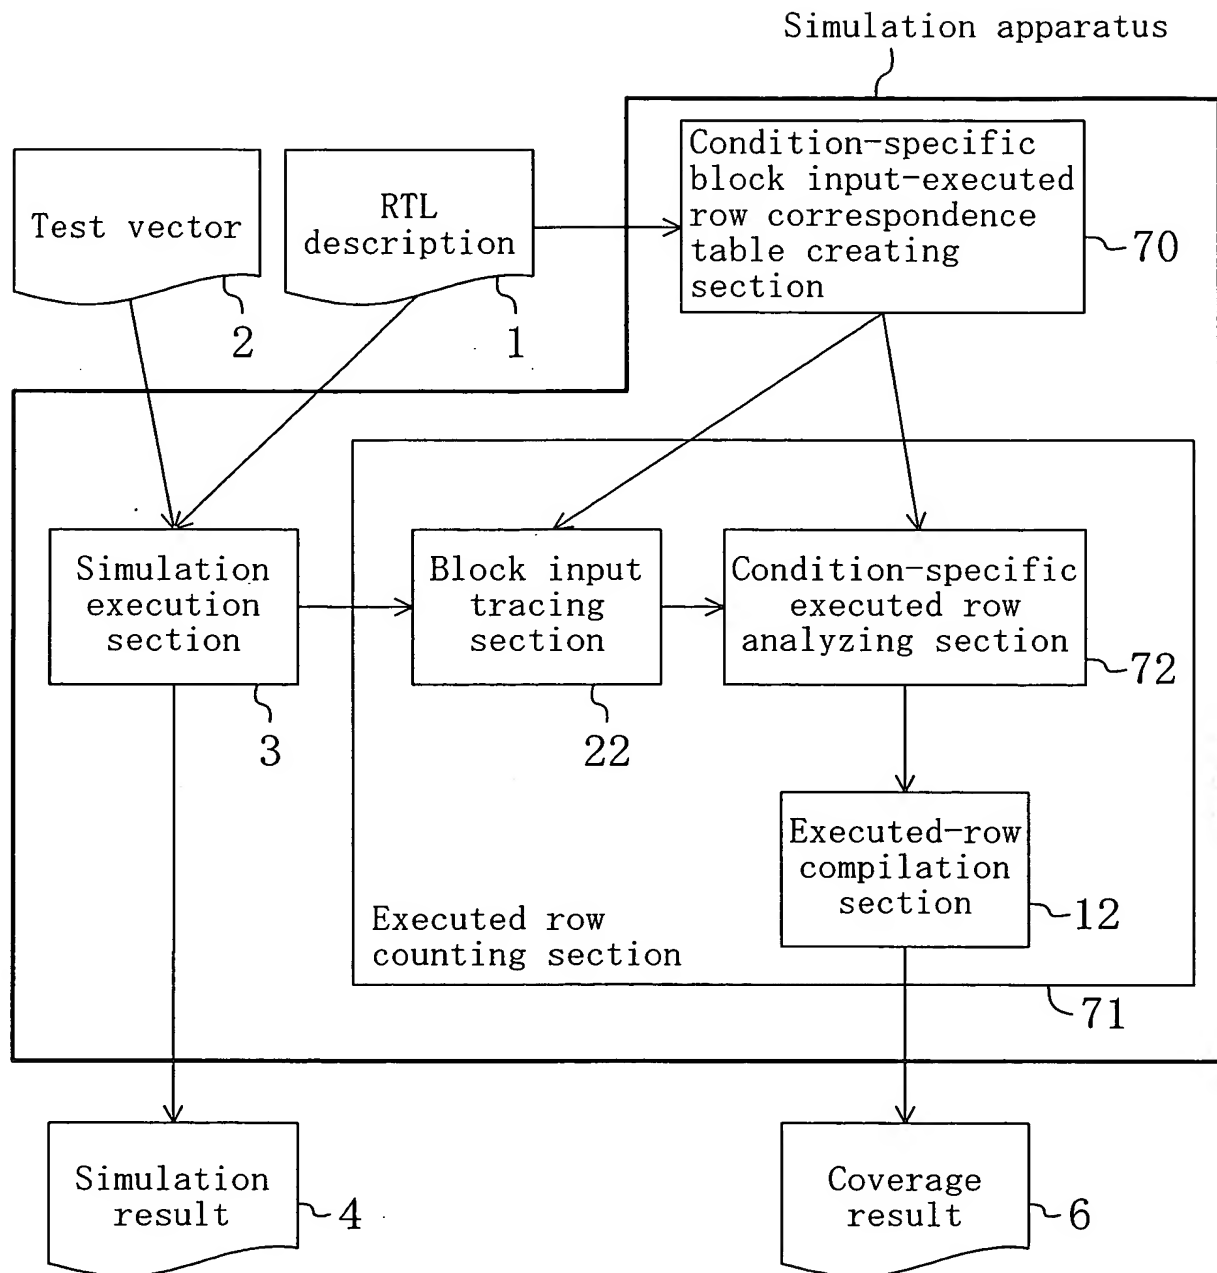 Simulation apparatus
Condition-specific
block input-executed
row correspondence
table creating
section
70
Test vector
2
RTL
description
1
Simulation
execution
section
3
Block input
tracing
section
22
Condition-specific
executed row
analyzing section
72
Executed-row
compilation
section
12
Executed row
counting section
71
Simulation
result
4
Coverage
result
6